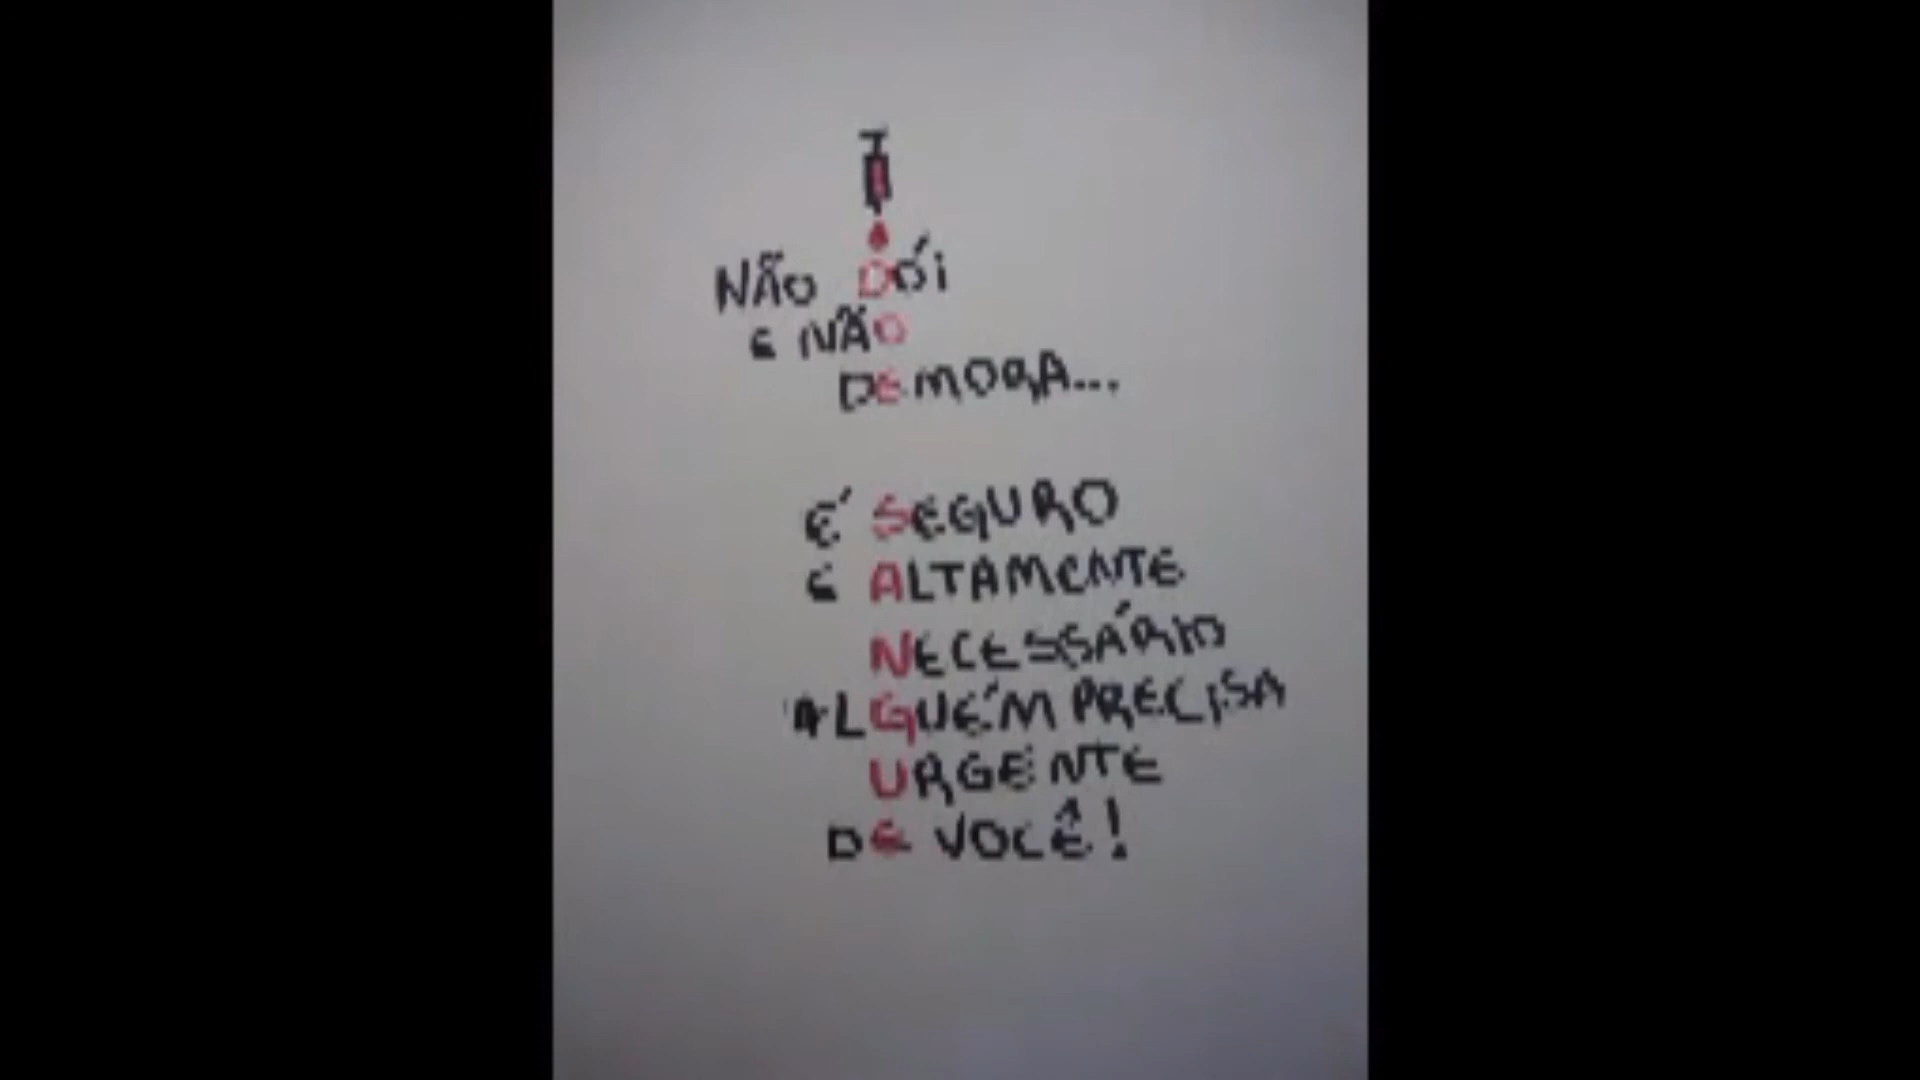 NÃO DÓI
E NÃO
DEMORA...
É SEGURO
E ALTAMENTE
NECESSÁRIO
ALGUÉM PRECISA
URGENTE
DE VOCÊ!